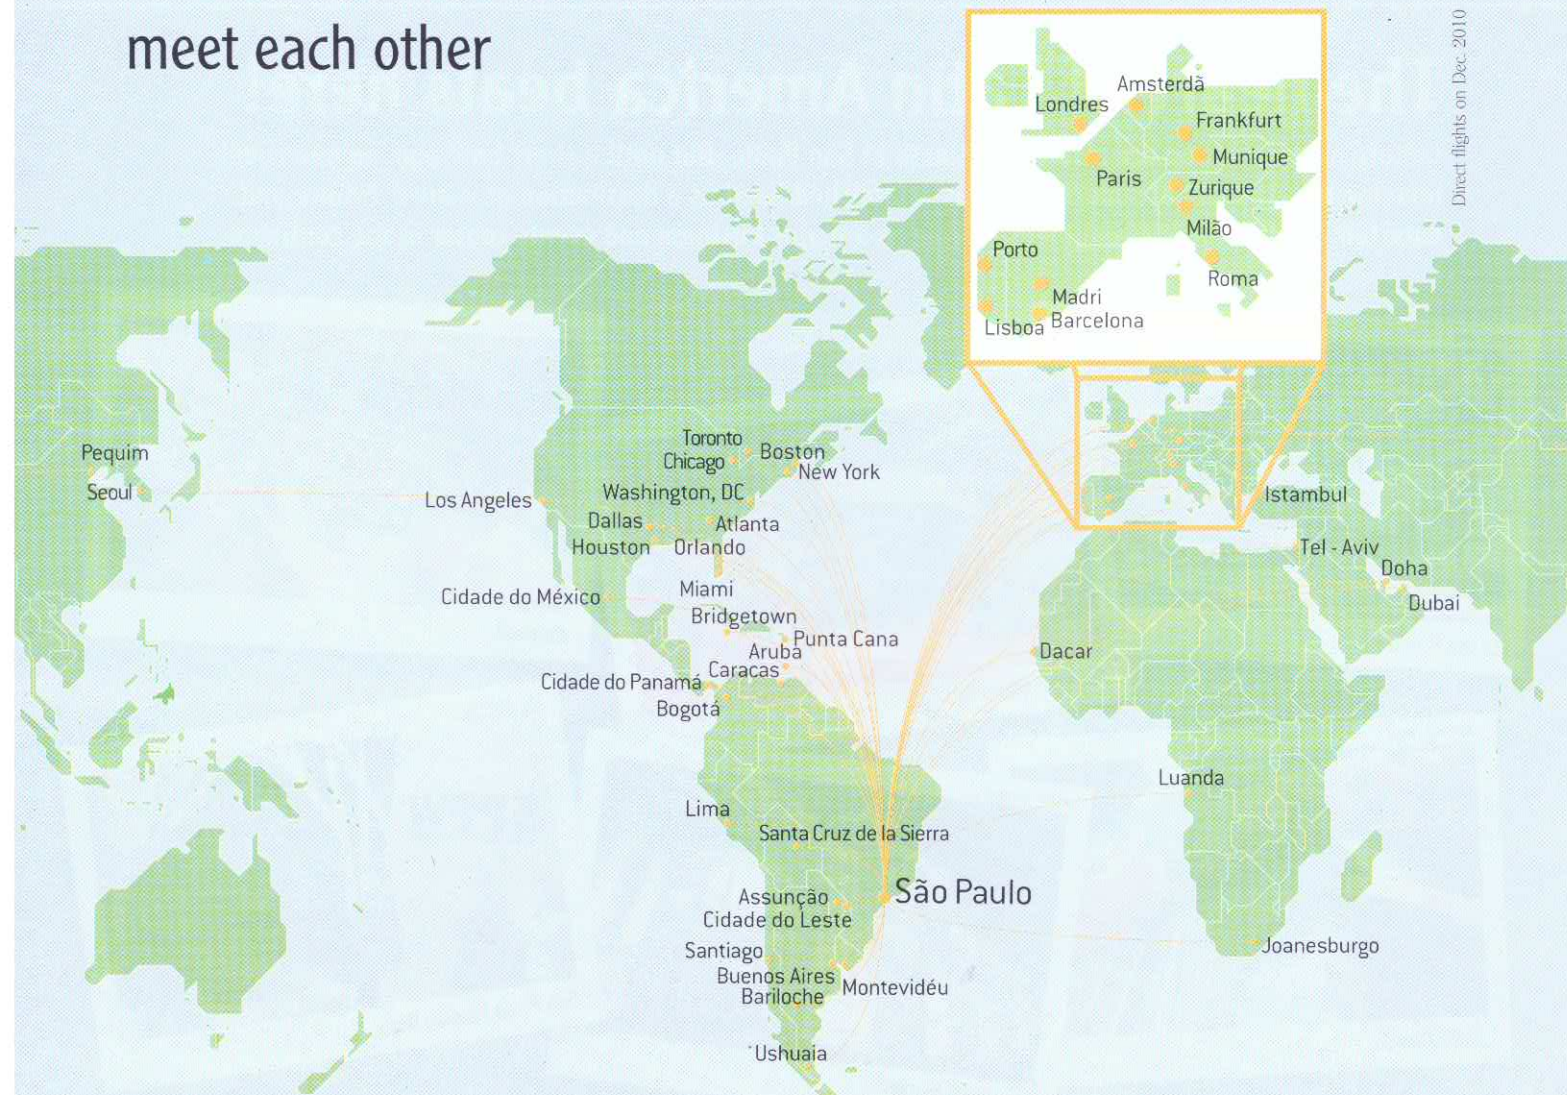 meet each other
Direct flights on Dec. 2010
Amsterdã
Londres
Frankfurt
Munique
Paris
Zurique
Milão
Porto
Roma
Madri
Lisboa
Barcelona
Toronto
Boston
Chicago
New York
Pequim
Seoul
Los Angeles
Washington, DC
Dallas
Atlanta
Houston
Orlando
Istambul
Tel - Aviv
Doha
Dubai
Miami
Cidade do México
Bridgetown
Punta Cana
Aruba
Caracas
Cidade do Panamá
Bogotá
Dacar
Luanda
Lima
Santa Cruz de la Sierra
São Paulo
Assunção
Cidade do Leste
Santiago
Joanesburgo
Buenos Aires
Montevidéu
Bariloche
Ushuaia